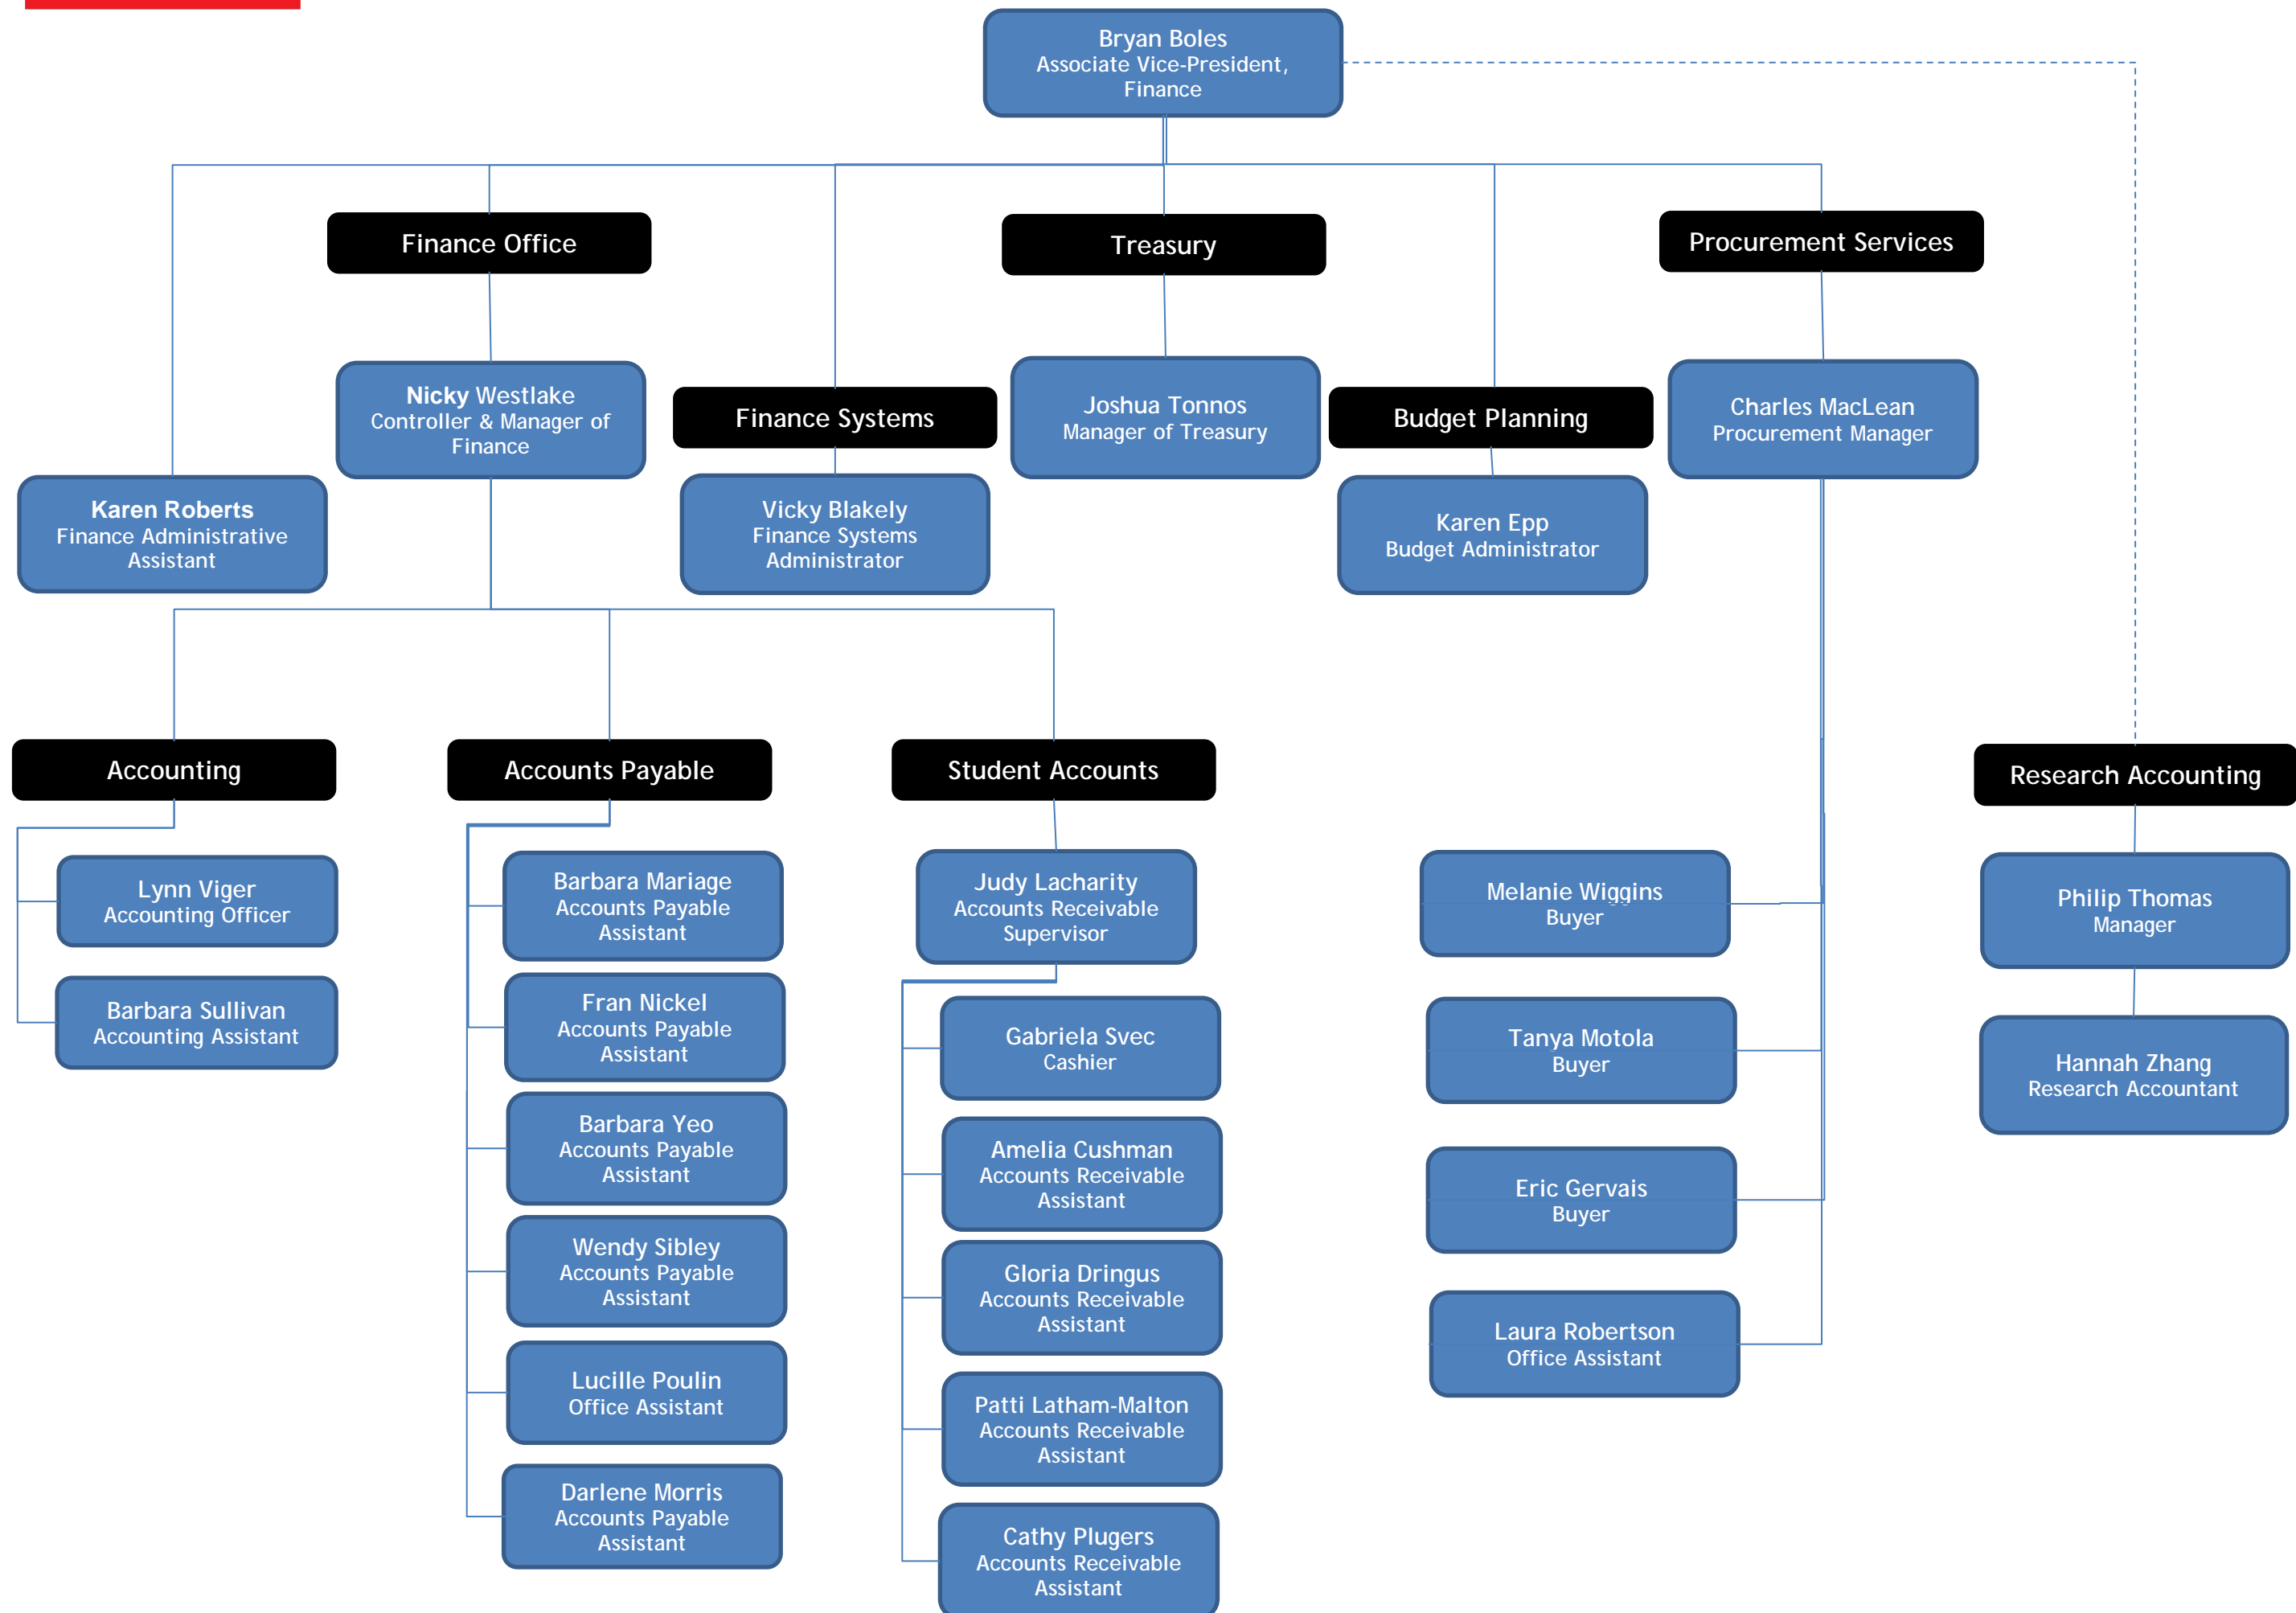 Bryan Boles
Associate Vice-President,
Finance
Finance Office
Treasury
Procurement Services
Nicky Westlake
Controller & Manager of
Finance
Finance Systems
Joshua Tonnos
Manager of Treasury
Budget Planning
Charles MacLean
Procurement Manager
Karen Roberts
Finance Administrative
Assistant
Vicky Blakely
Finance Systems
Administrator
Karen Epp
Budget Administrator
Accounting
Accounts Payable
Student Accounts
Research Accounting
Lynn Viger
Accounting Officer
Barbara Sullivan
Accounting Assistant
Barbara Mariage
Accounts Payable
Assistant
Fran Nickel
Accounts Payable
Assistant
Barbara Yeo
Accounts Payable
Assistant
Wendy Sibley
Accounts Payable
Assistant
Lucille Poulin
Office Assistant
Darlene Morris
Accounts Payable
Assistant
Judy Lacharity
Accounts Receivable
Supervisor
Gabriela Svec
Cashier
Amelia Cushman
Accounts Receivable
Assistant
Gloria Dringus
Accounts Receivable
Assistant
Patti Latham-Malton
Accounts Receivable
Assistant
Cathy Plugers
Accounts Receivable
Assistant
Melanie Wiggins
Buyer
Tanya Motola
Buyer
Eric Gervais
Buyer
Laura Robertson
Office Assistant
Philip Thomas
Manager
Hannah Zhang
Research Accountant